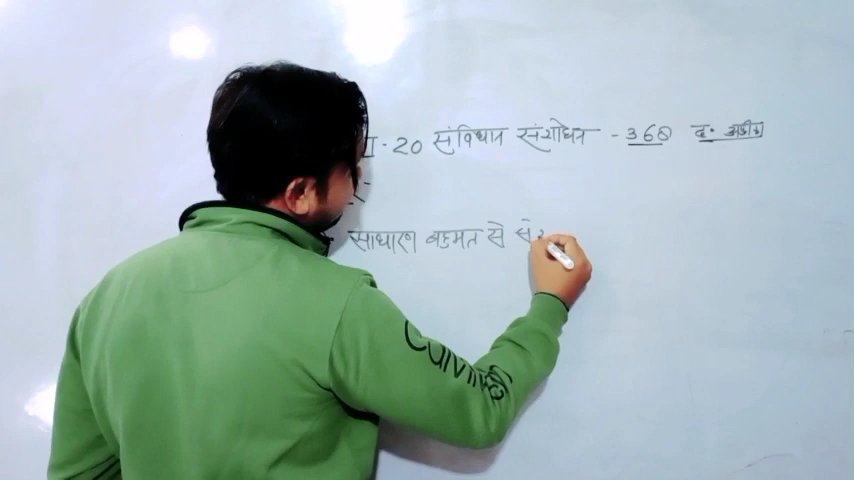 I - 20 संविधान संशोधन - 368 द. अफ्रीका
साधारण बहुमत से सं